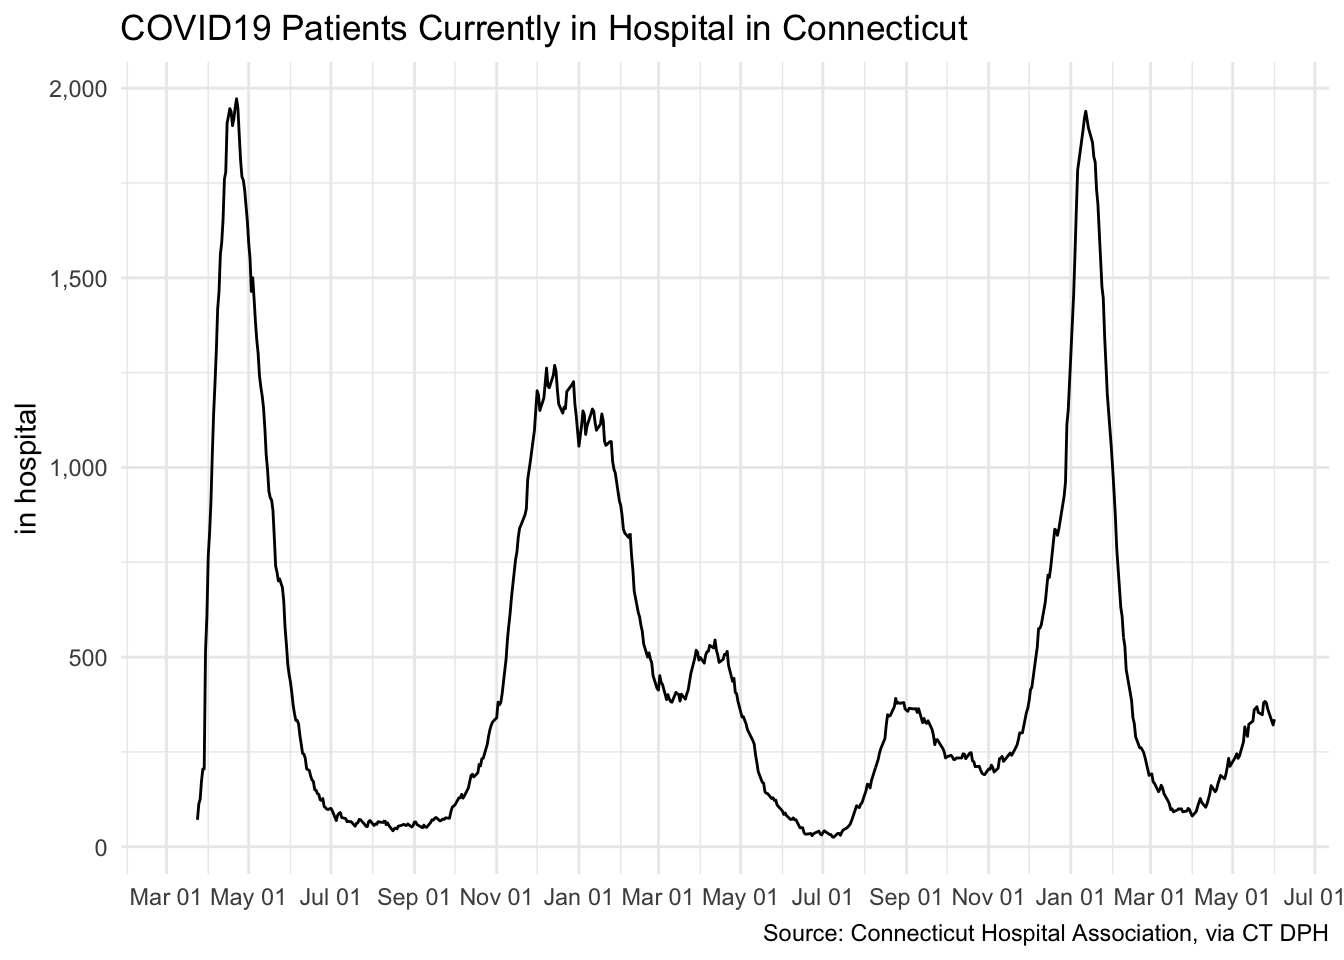 COVID19 Patients Currently in Hospital in Connecticut
in hospital
2,000
1,500
1,000
500
0
Mar 01 May 01 Jul 01 Sep 01 Nov 01 Jan 01 Mar 01 May 01 Jul 01 Sep 01 Nov 01 Jan 01 Mar 01 May 01 Jul 01
Source: Connecticut Hospital Association, via CT DPH